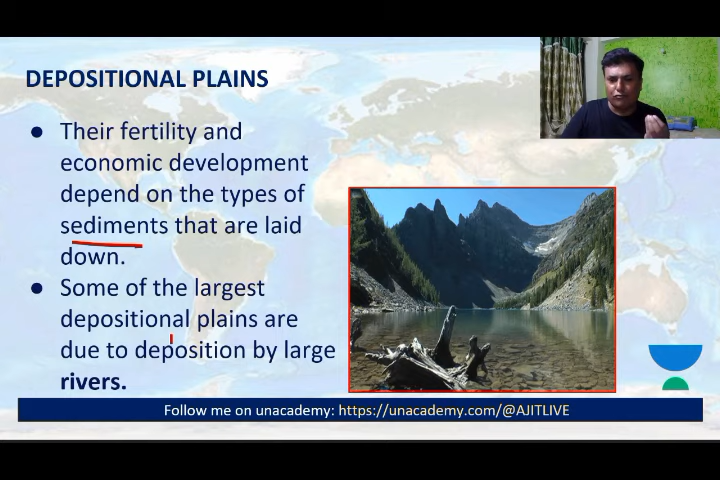 DEPOSITIONAL PLAINS
● Their fertility and
economic development
depend on the types of
sediments that are laid
down.
● Some of the largest
depositional plains are
due to deposition by large
rivers.
Follow me on unacademy: https://unacademy.com/@AJITLIVE